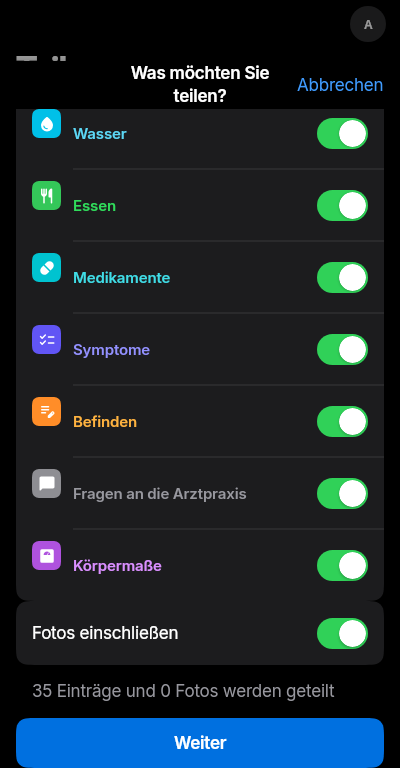 A
Was möchten Sie
teilen?
Abbrechen
Wasser
Essen
Medikamente
Symptome
Befinden
Fragen an die Arztpraxis
Körpermaße
Fotos einschließen
35 Einträge und 0 Fotos werden geteilt
Weiter